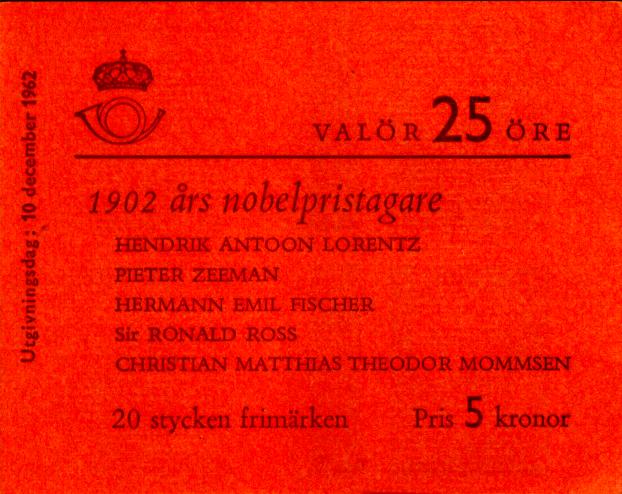 Utgivningsdag: 10 december 1962
VALÖR 25 ÖRE
1902 års nobelpristagare
HENDRIK ANTOON LORENTZ
PIETER ZEEMAN
HERMANN EMIL FISCHER
Sir RONALD ROSS
CHRISTIAN MATTHIAS THEODOR MOMMSEN
20 stycken frimärken Pris 5 kronor